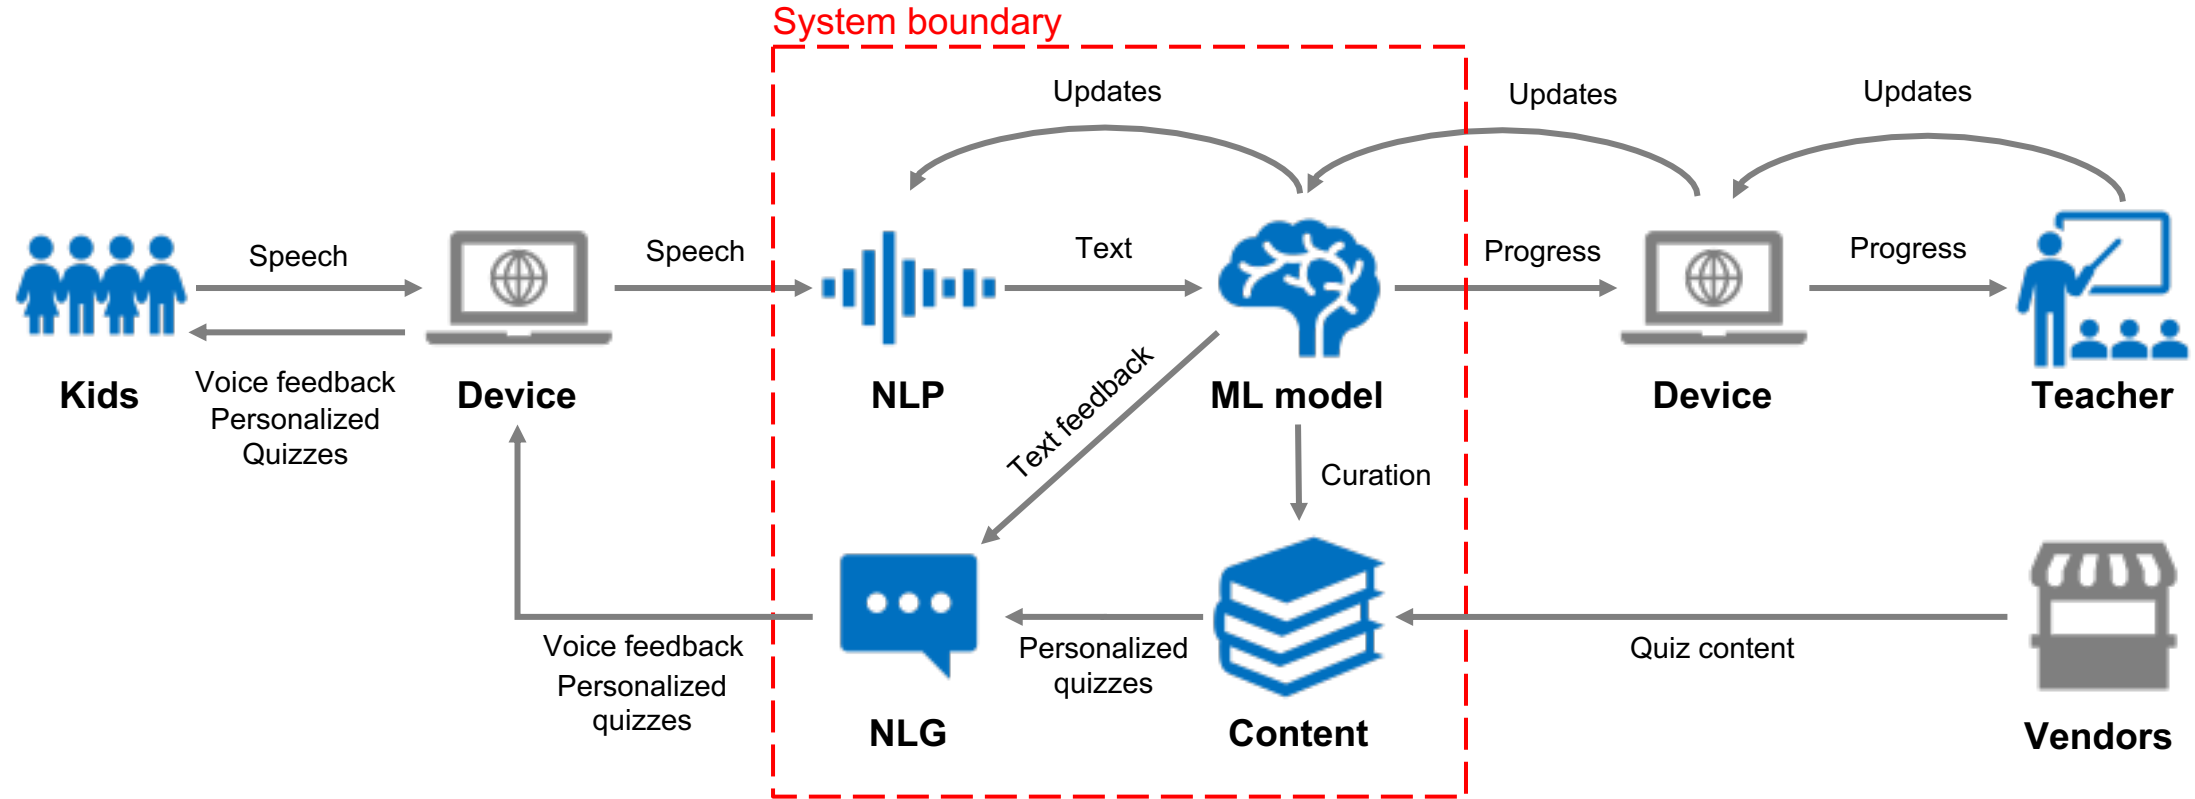 System boundary
Updates
Updates
Updates
Speech
Speech
Text
Progress
Progress
Kids
Voice feedback
Personalized
Quizzes
Device
NLP
Text feedback
ML model
Device
Teacher
Curation
Voice feedback
Personalized
quizzes
Personalized
quizzes
Quiz content
NLG
Content
Vendors